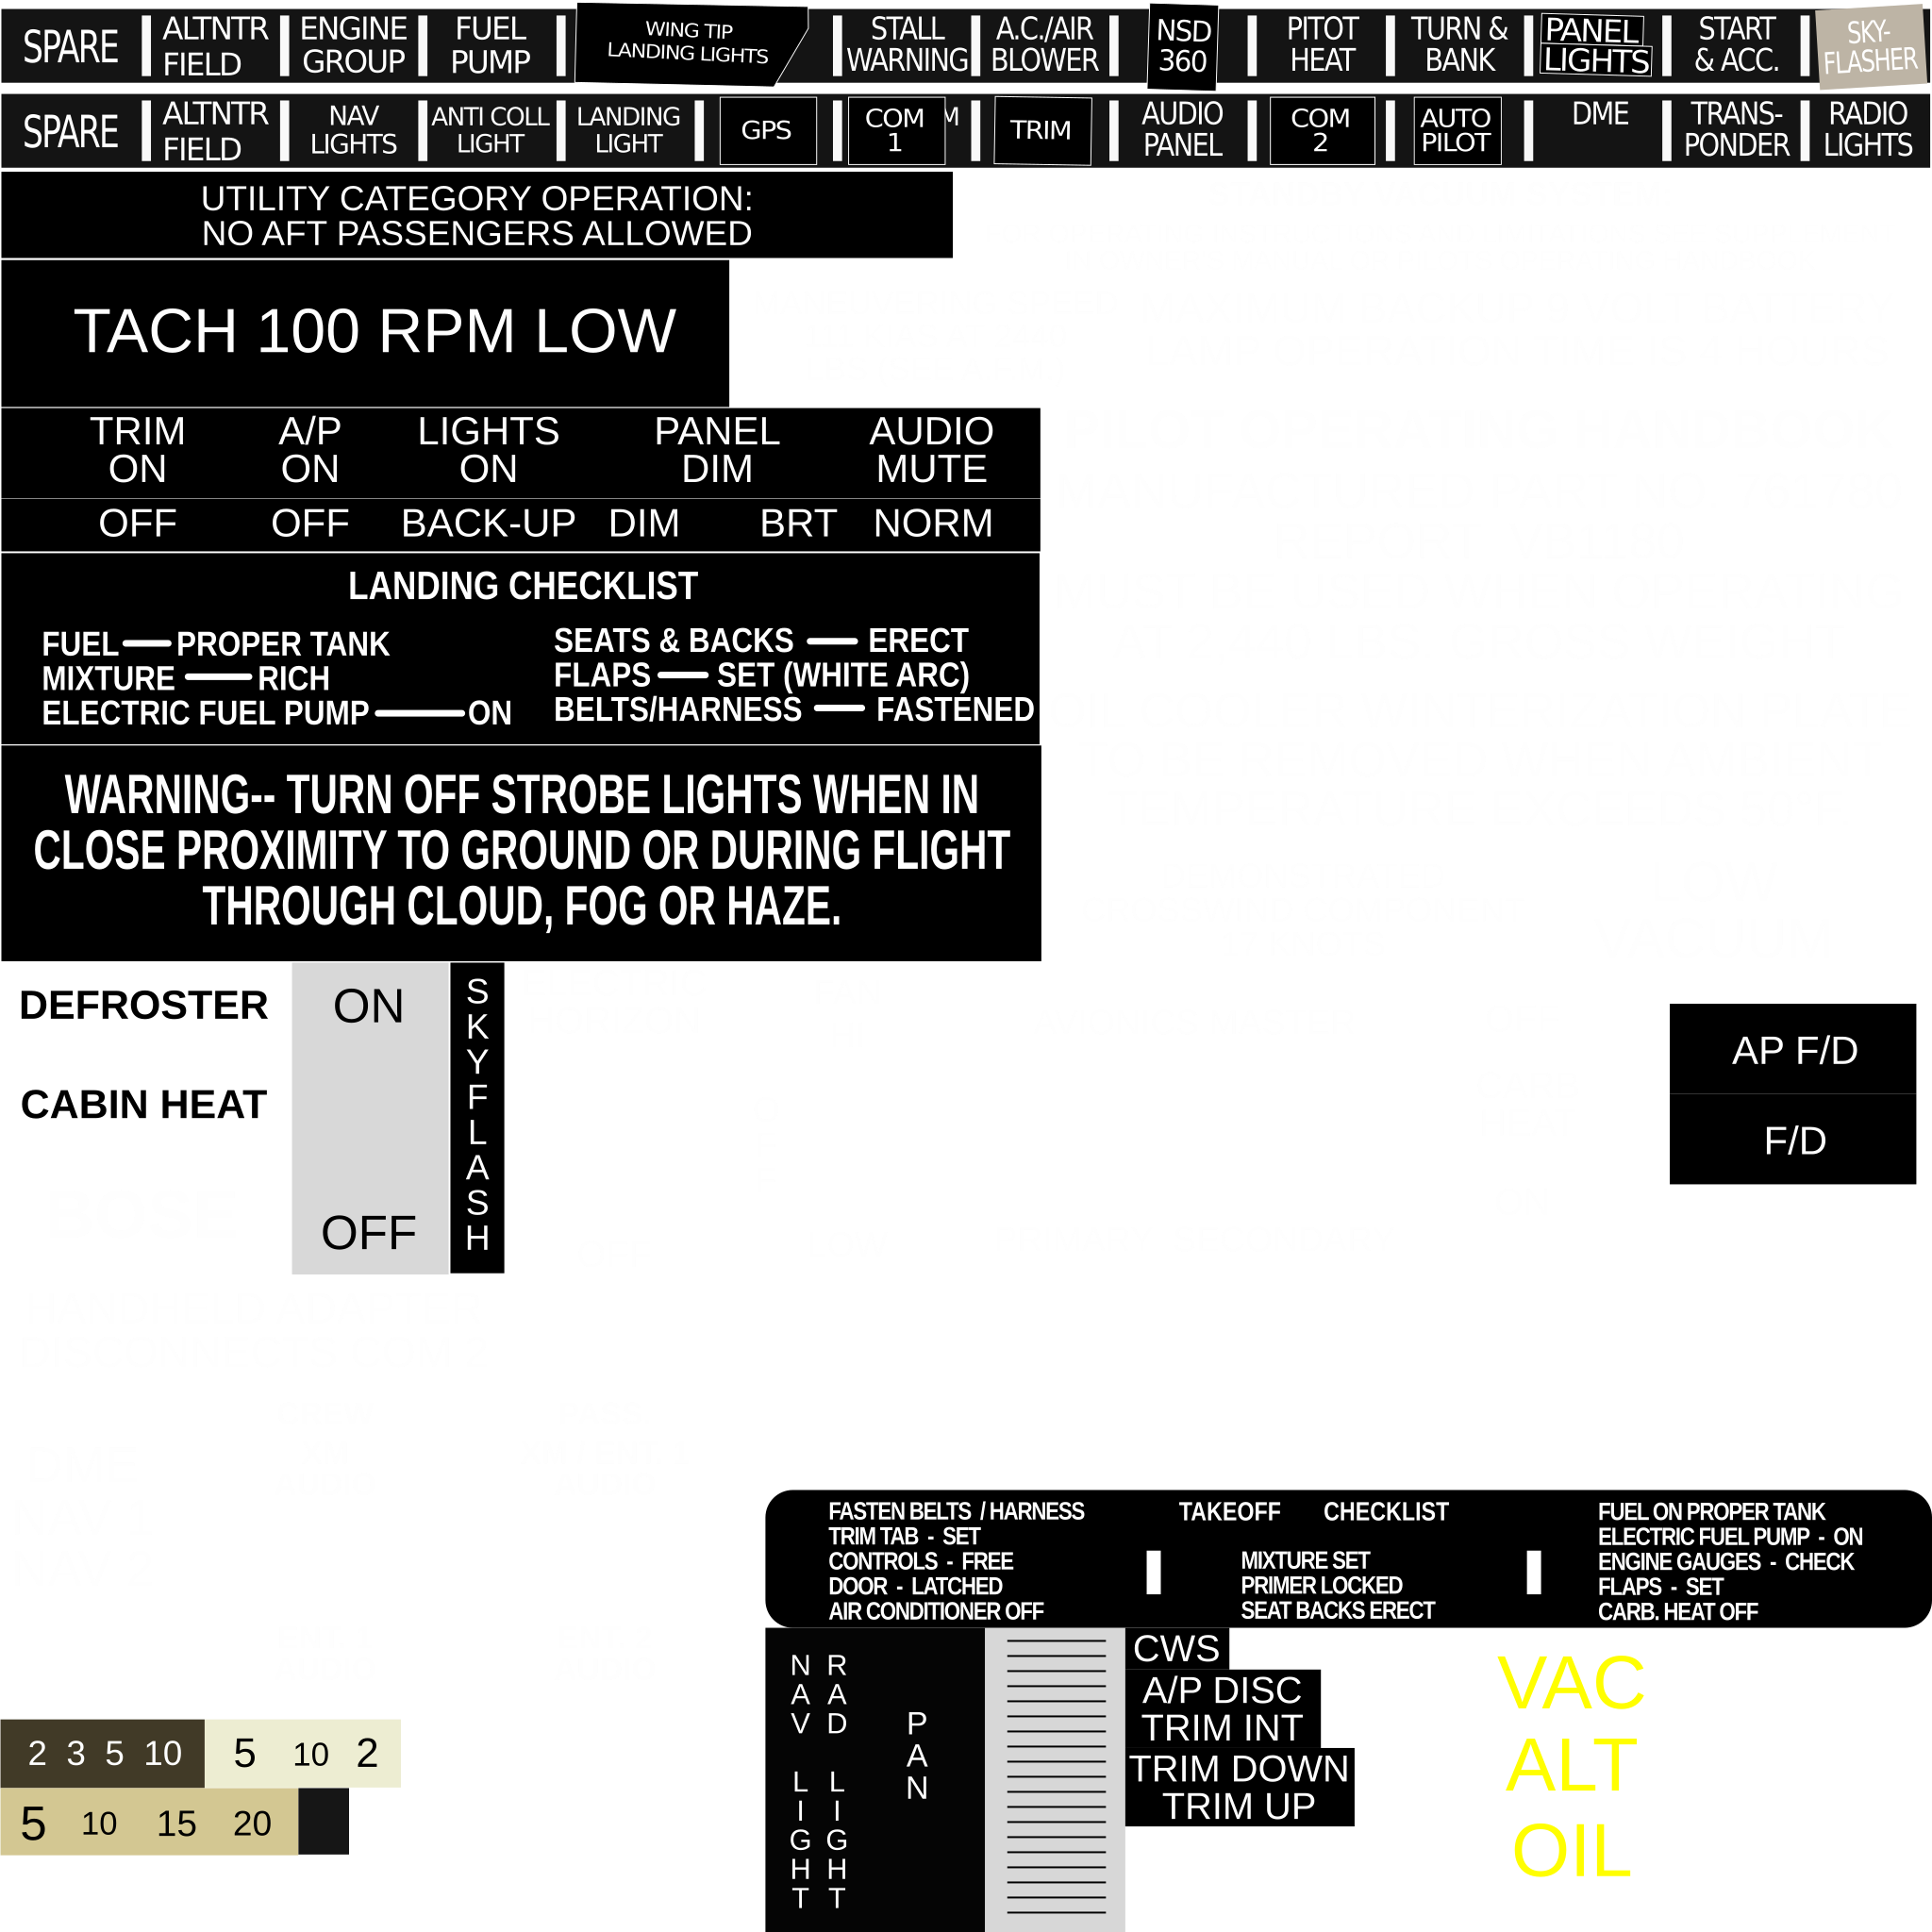 SPARE
ALTNTR
FIELD
ENGINE
GROUP
FUEL
PUMP
WING TIP
LANDING LIGHTS
STALL
WARNING
A.C./AIR
BLOWER
NSD
360
PITOT
HEAT
TURN &
BANK
PANEL
LIGHTS
START
& ACC.
SKY-
FLASHER
SPARE
ALTNTR
FIELD
NAV
LIGHTS
ANTI COLL
LIGHT
LANDING
LIGHT
GPS
COM
1
TRIM
AUDIO
PANEL
COM
2
AUTO
PILOT
DME
TRANS-
PONDER
RADIO
LIGHTS
UTILITY CATEGORY OPERATION:
NO AFT PASSENGERS ALLOWED
TACH 100 RPM LOW
TRIM
ON
A/P
ON
LIGHTS
ON
PANEL
DIM
AUDIO
MUTE
OFF
OFF
BACK-UP
DIM
BRT
NORM
LANDING CHECKLIST
FUEL — PROPER TANK
MIXTURE — RICH
ELECTRIC FUEL PUMP — ON
SEATS & BACKS — ERECT
FLAPS — SET (WHITE ARC)
BELTS/HARNESS — FASTENED
WARNING-- TURN OFF STROBE LIGHTS WHEN IN
CLOSE PROXIMITY TO GROUND OR DURING FLIGHT
THROUGH CLOUD, FOG OR HAZE.
DEFROSTER
CABIN HEAT
ON
OFF
SKYFLASH
AP F/D
F/D
FASTEN BELTS / HARNESS
TRIM TAB - SET
CONTROLS - FREE
DOOR - LATCHED
AIR CONDITIONER OFF
TAKEOFF CHECKLIST
MIXTURE SET
PRIMER LOCKED
SEAT BACKS ERECT
FUEL ON PROPER TANK
ELECTRIC FUEL PUMP - ON
ENGINE GAUGES - CHECK
FLAPS - SET
CARB. HEAT OFF
NAV LIGHT
RAD LIGHT
PAN
CWS
A/P DISC
TRIM INT
TRIM DOWN
TRIM UP
VAC
ALT
OIL
2 3 5 10
5 10 2
5 10 15 20